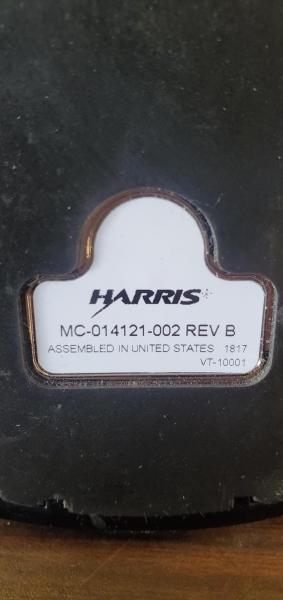 HARRIS
MC-014121-002 REV B
ASSEMBLED IN UNITED STATES 1817
VT-10001